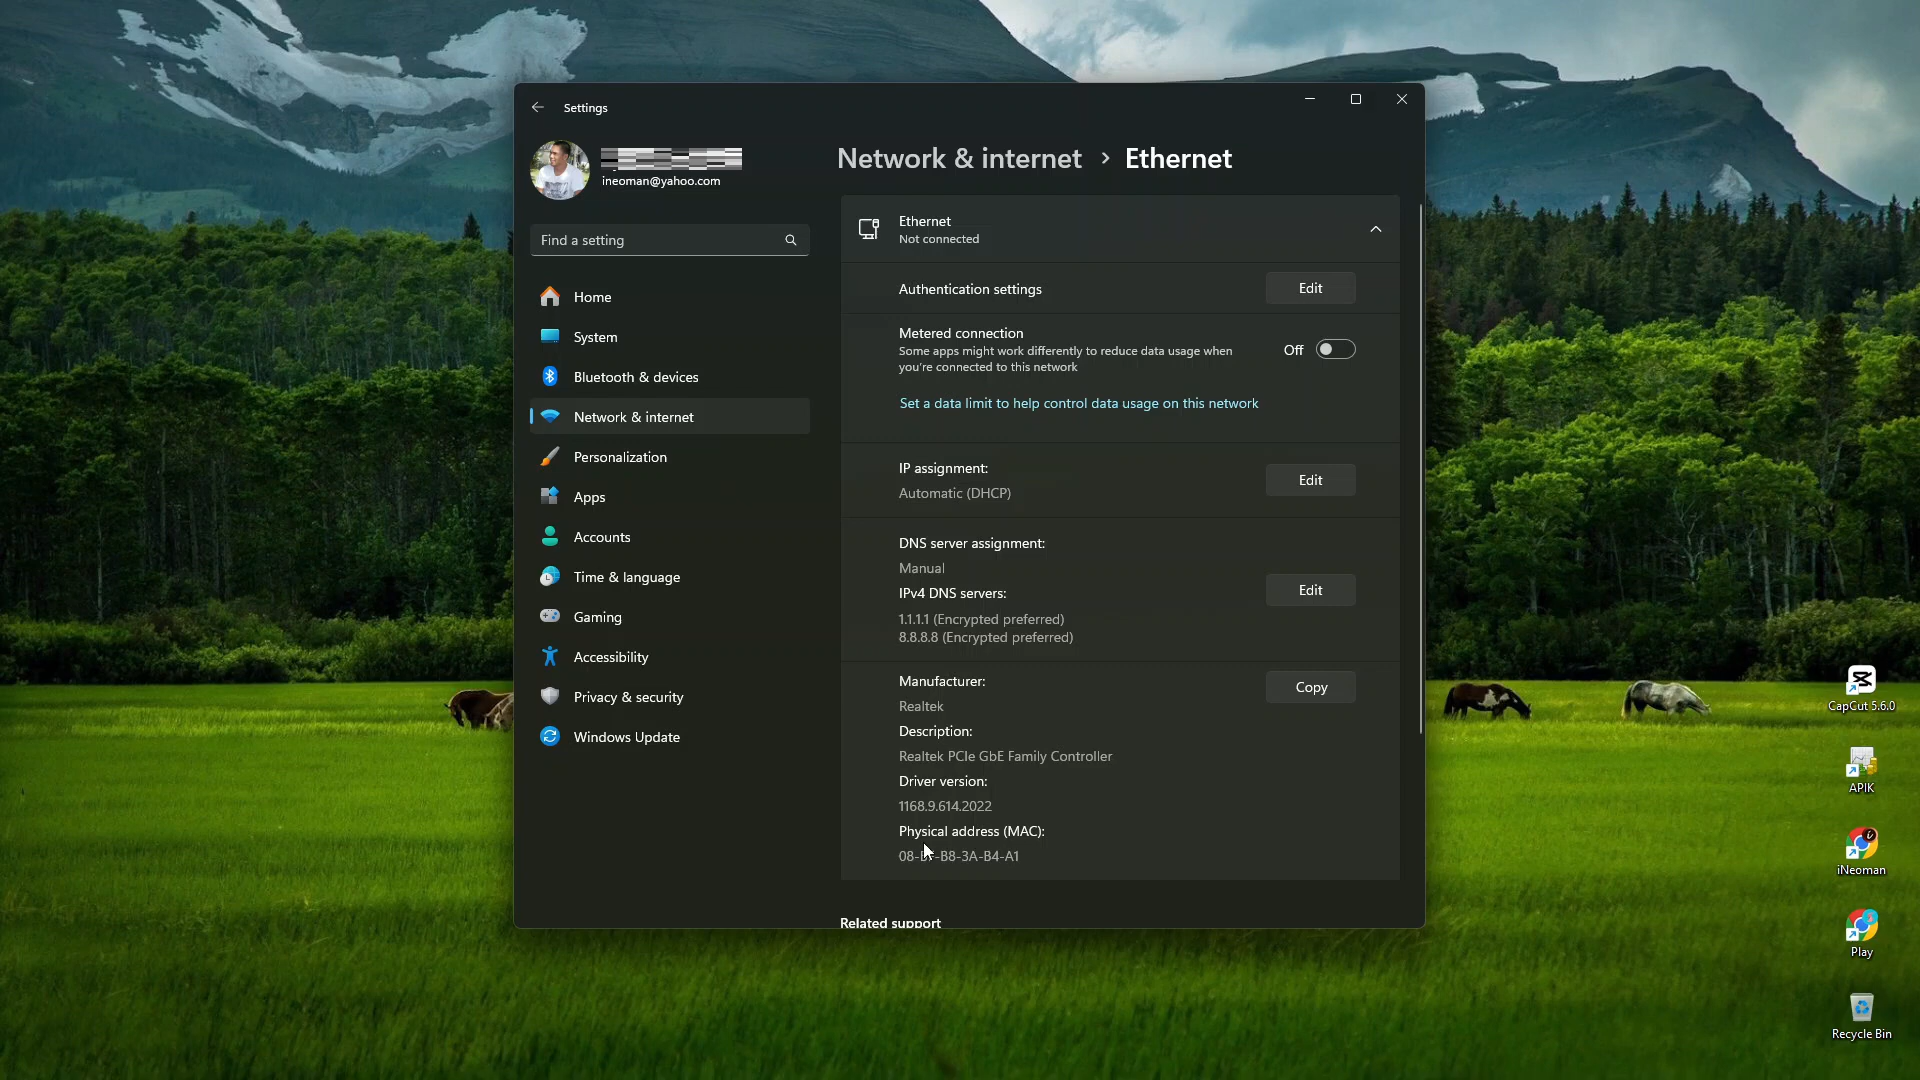 Settings
ineoman@yahoo.com
Find a setting
Home
System
Bluetooth & devices
Network & internet
Personalization
Apps
Accounts
Time & language
Gaming
Accessibility
Privacy & security
Windows Update
Network & internet > Ethernet
Ethernet
Not connected
Authentication settings
Edit
Metered connection
Some apps might work differently to reduce data usage when
you're connected to this network
Off
Set a data limit to help control data usage on this network
IP assignment:
Automatic (DHCP)
Edit
DNS server assignment:
Manual
IPv4 DNS servers:
1.1.1.1 (Encrypted preferred)
8.8.8.8 (Encrypted preferred)
Edit
Manufacturer:
Realtek
Copy
Description:
Realtek PCIe GbE Family Controller
Driver version:
1168.9.614.2022
Physical address (MAC):
Related support
CapCut 5.6.0
APIK
iNeoman
Play
Recycle Bin